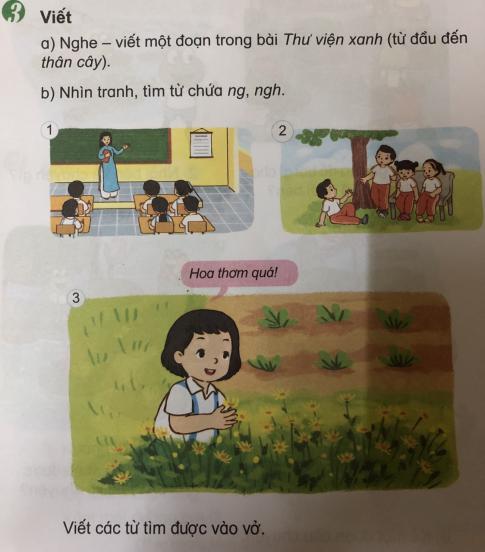 3 Viết
a) Nghe – viết một đoạn trong bài Thư viện xanh (từ đầu đến
thân cây).
b) Nhìn tranh, tìm từ chứa ng, ngh.
1
2
Hoa thơm quá!
3
Viết các từ tìm được vào vở.